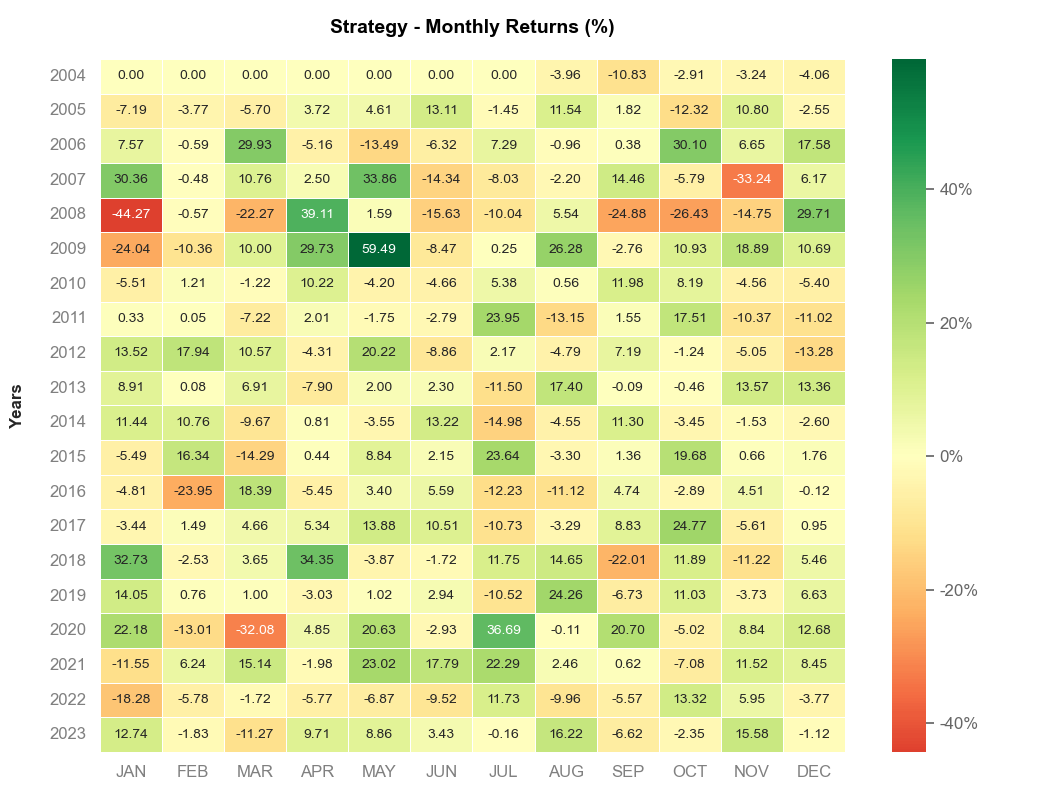 Strategy - Monthly Returns (%)
Years
2004 0.00 0.00 0.00 0.00 0.00 0.00 0.00 -3.96 -10.83 -2.91 -3.24 -4.06
2005 -7.19 -3.77 -5.70 3.72 4.61 13.11 -1.45 11.54 1.82 -12.32 10.80 -2.55
2006 7.57 -0.59 29.93 -5.16 -13.49 -6.32 7.29 -0.96 0.38 30.10 6.65 17.58
2007 30.36 -0.48 10.76 2.50 33.86 -14.34 -8.03 -2.20 14.46 -5.79 -33.24 6.17
2008 -44.27 -0.57 -22.27 39.11 1.59 -15.63 -10.04 5.54 -24.88 -26.43 -14.75 29.71
2009 -24.04 -10.36 10.00 29.73 59.49 -8.47 0.25 26.28 -2.76 10.93 18.89 10.69
2010 -5.51 1.21 -1.22 10.22 -4.20 -4.66 5.38 0.56 11.98 8.19 -4.56 -5.40
2011 0.33 0.05 -7.22 2.01 -1.75 -2.79 23.95 -13.15 1.55 17.51 -10.37 -11.02
2012 13.52 17.94 10.57 -4.31 20.22 -8.86 2.17 -4.79 7.19 -1.24 -5.05 -13.28
2013 8.91 0.08 6.91 -7.90 2.00 2.30 -11.50 17.40 -0.09 -0.46 13.57 13.36
2014 11.44 10.76 -9.67 0.81 -3.55 13.22 -14.98 -4.55 11.30 -3.45 -1.53 -2.60
2015 -5.49 16.34 -14.29 0.44 8.84 2.15 23.64 -3.30 1.36 19.68 0.66 1.76
2016 -4.81 -23.95 18.39 -5.45 3.40 5.59 -12.23 -11.12 4.74 -2.89 4.51 -0.12
2017 -3.44 1.49 4.66 5.34 13.88 10.51 -10.73 -3.29 8.83 24.77 -5.61 0.95
2018 32.73 -2.53 3.65 34.35 -3.87 -1.72 11.75 14.65 -22.01 11.89 -11.22 5.46
2019 14.05 0.76 1.00 -3.03 1.02 2.94 -10.52 24.26 -6.73 11.03 -3.73 6.63
2020 22.18 -13.01 -32.08 4.85 20.63 -2.93 36.69 -0.11 20.70 -5.02 8.84 12.68
2021 -11.55 6.24 15.14 -1.98 23.02 17.79 22.29 2.46 0.62 -7.08 11.52 8.45
2022 -18.28 -5.78 -1.72 -5.77 -6.87 -9.52 11.73 -9.96 -5.57 13.32 5.95 -3.77
2023 12.74 -1.83 -11.27 9.71 8.86 3.43 -0.16 16.22 -6.62 -2.35 15.58 -1.12
JAN FEB MAR APR MAY JUN JUL AUG SEP OCT NOV DEC
40%
20%
0%
-20%
-40%